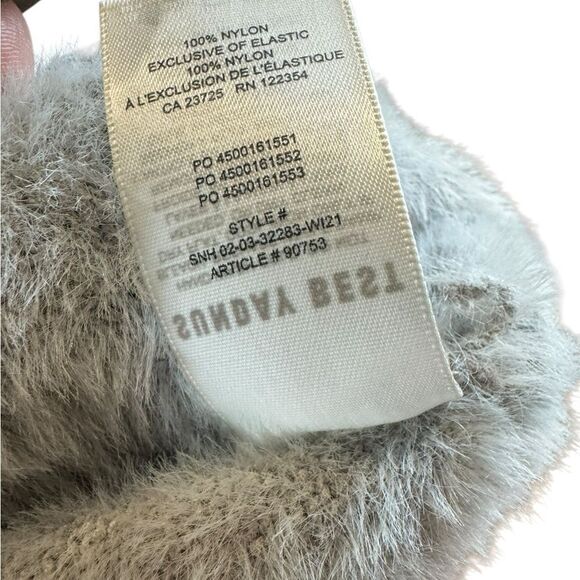 100% NYLON
EXCLUSIVE OF ELASTIC
100% NYLON
À L'EXCLUSION DE L'ÉLASTIQUE
CA 23725 RN 122354
PO 4500161551
PO 4500161552
PO 4500161553
STYLE #
SNH 02-03-32283-WI21
ARTICLE # 90753
SUNDAY BEST